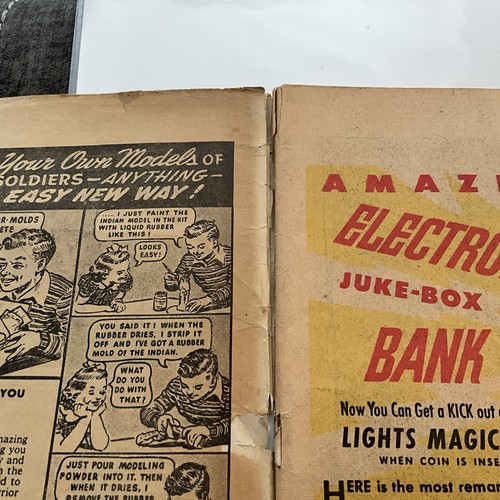 Your Own Models OF
SOLDIERS—ANYTHING—
EASY NEW WAY!
OR-MOLDS
ETE
.... I JUST PAINT THE
INDIAN MODEL IN THE KIT
WITH LIQUID RUBBER
LIKE THIS!
LOOKS
EASY!
YOU SAID IT! WHEN THE
RUBBER DRIES, I STRIP IT
OFF AND I'VE GOT A RUBBER
MOLD OF THE INDIAN.
WHAT
DO YOU
DO WITH
THAT?
YOU
mazing
ng you
y and
n the
d to
rior
JUST POUR MODELING
POWDER INTO IT. THEN
WHEN IT DRIES, I
REMOVE THE RUBBER
AMAZI
ELECTRO
JUKE-BOX
BANK
Now You Can Get a KICK out o
LIGHTS MAGIC
WHEN COIN IS INSE
HERE is the most remar